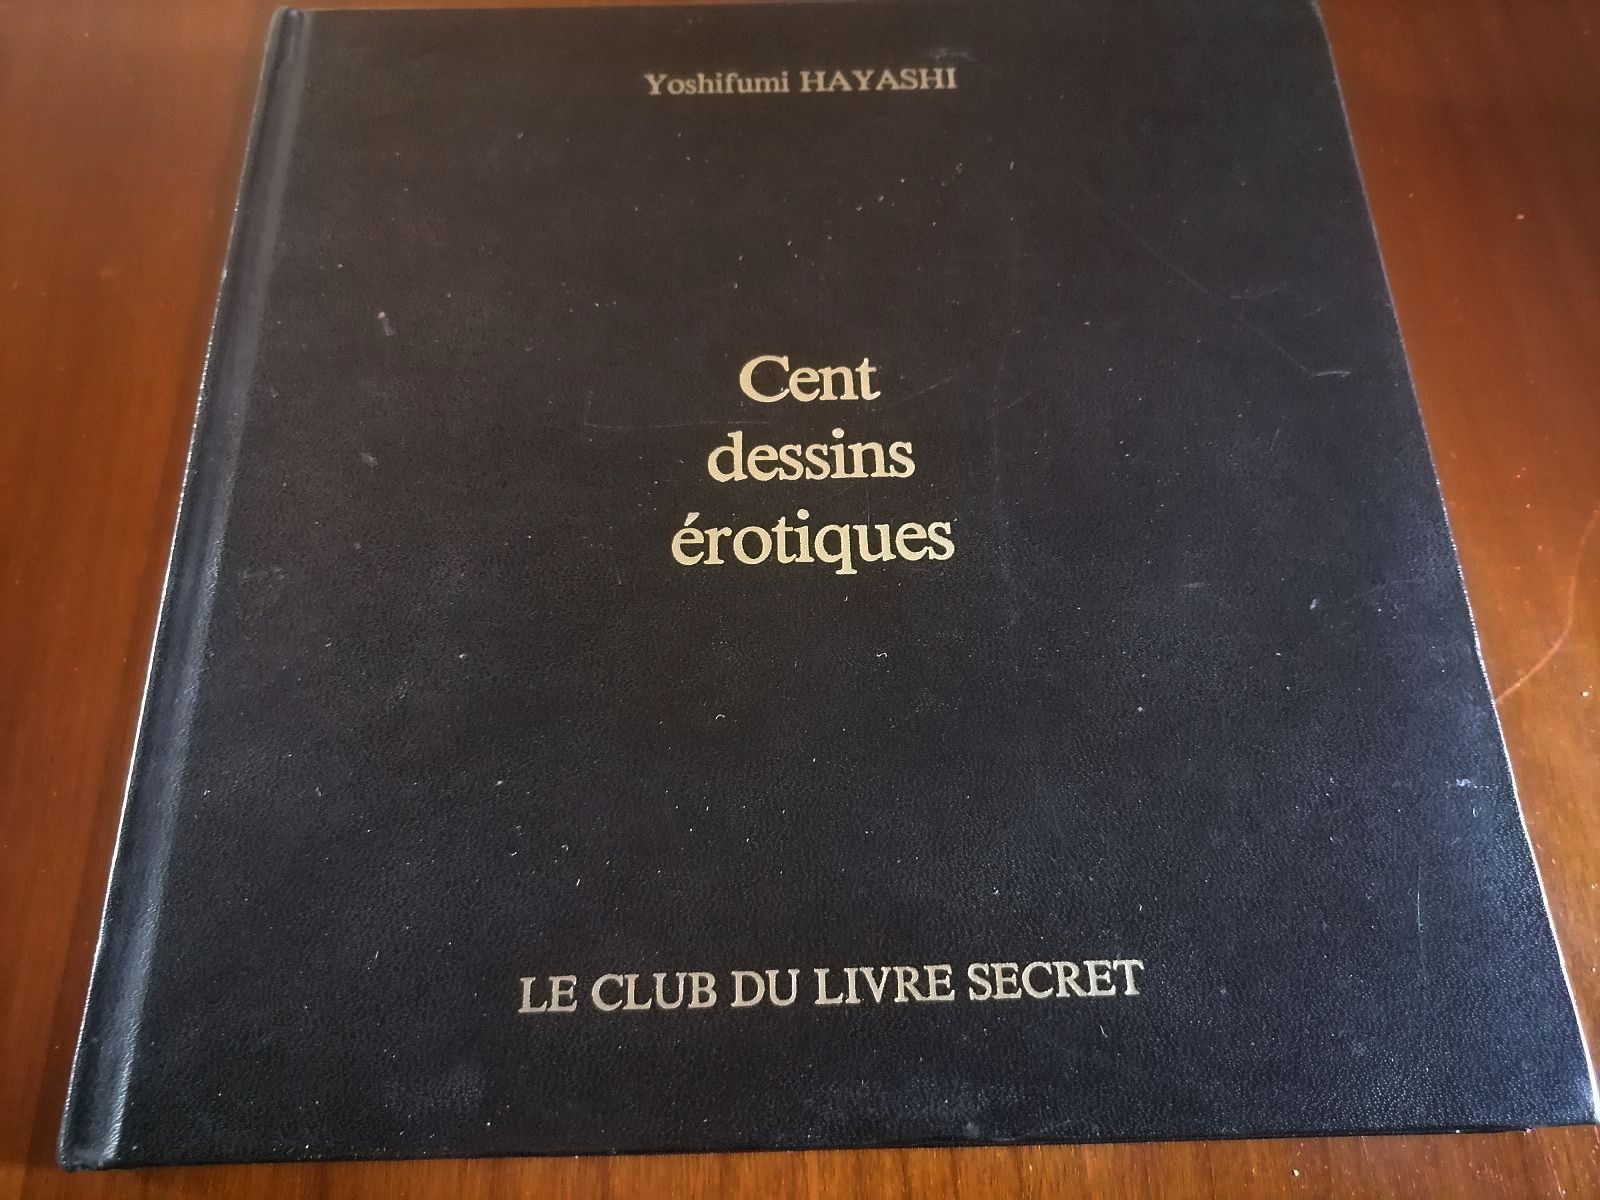 Yoshifumi HAYASHI
Cent
dessins
érotiques
LE CLUB DU LIVRE SECRET